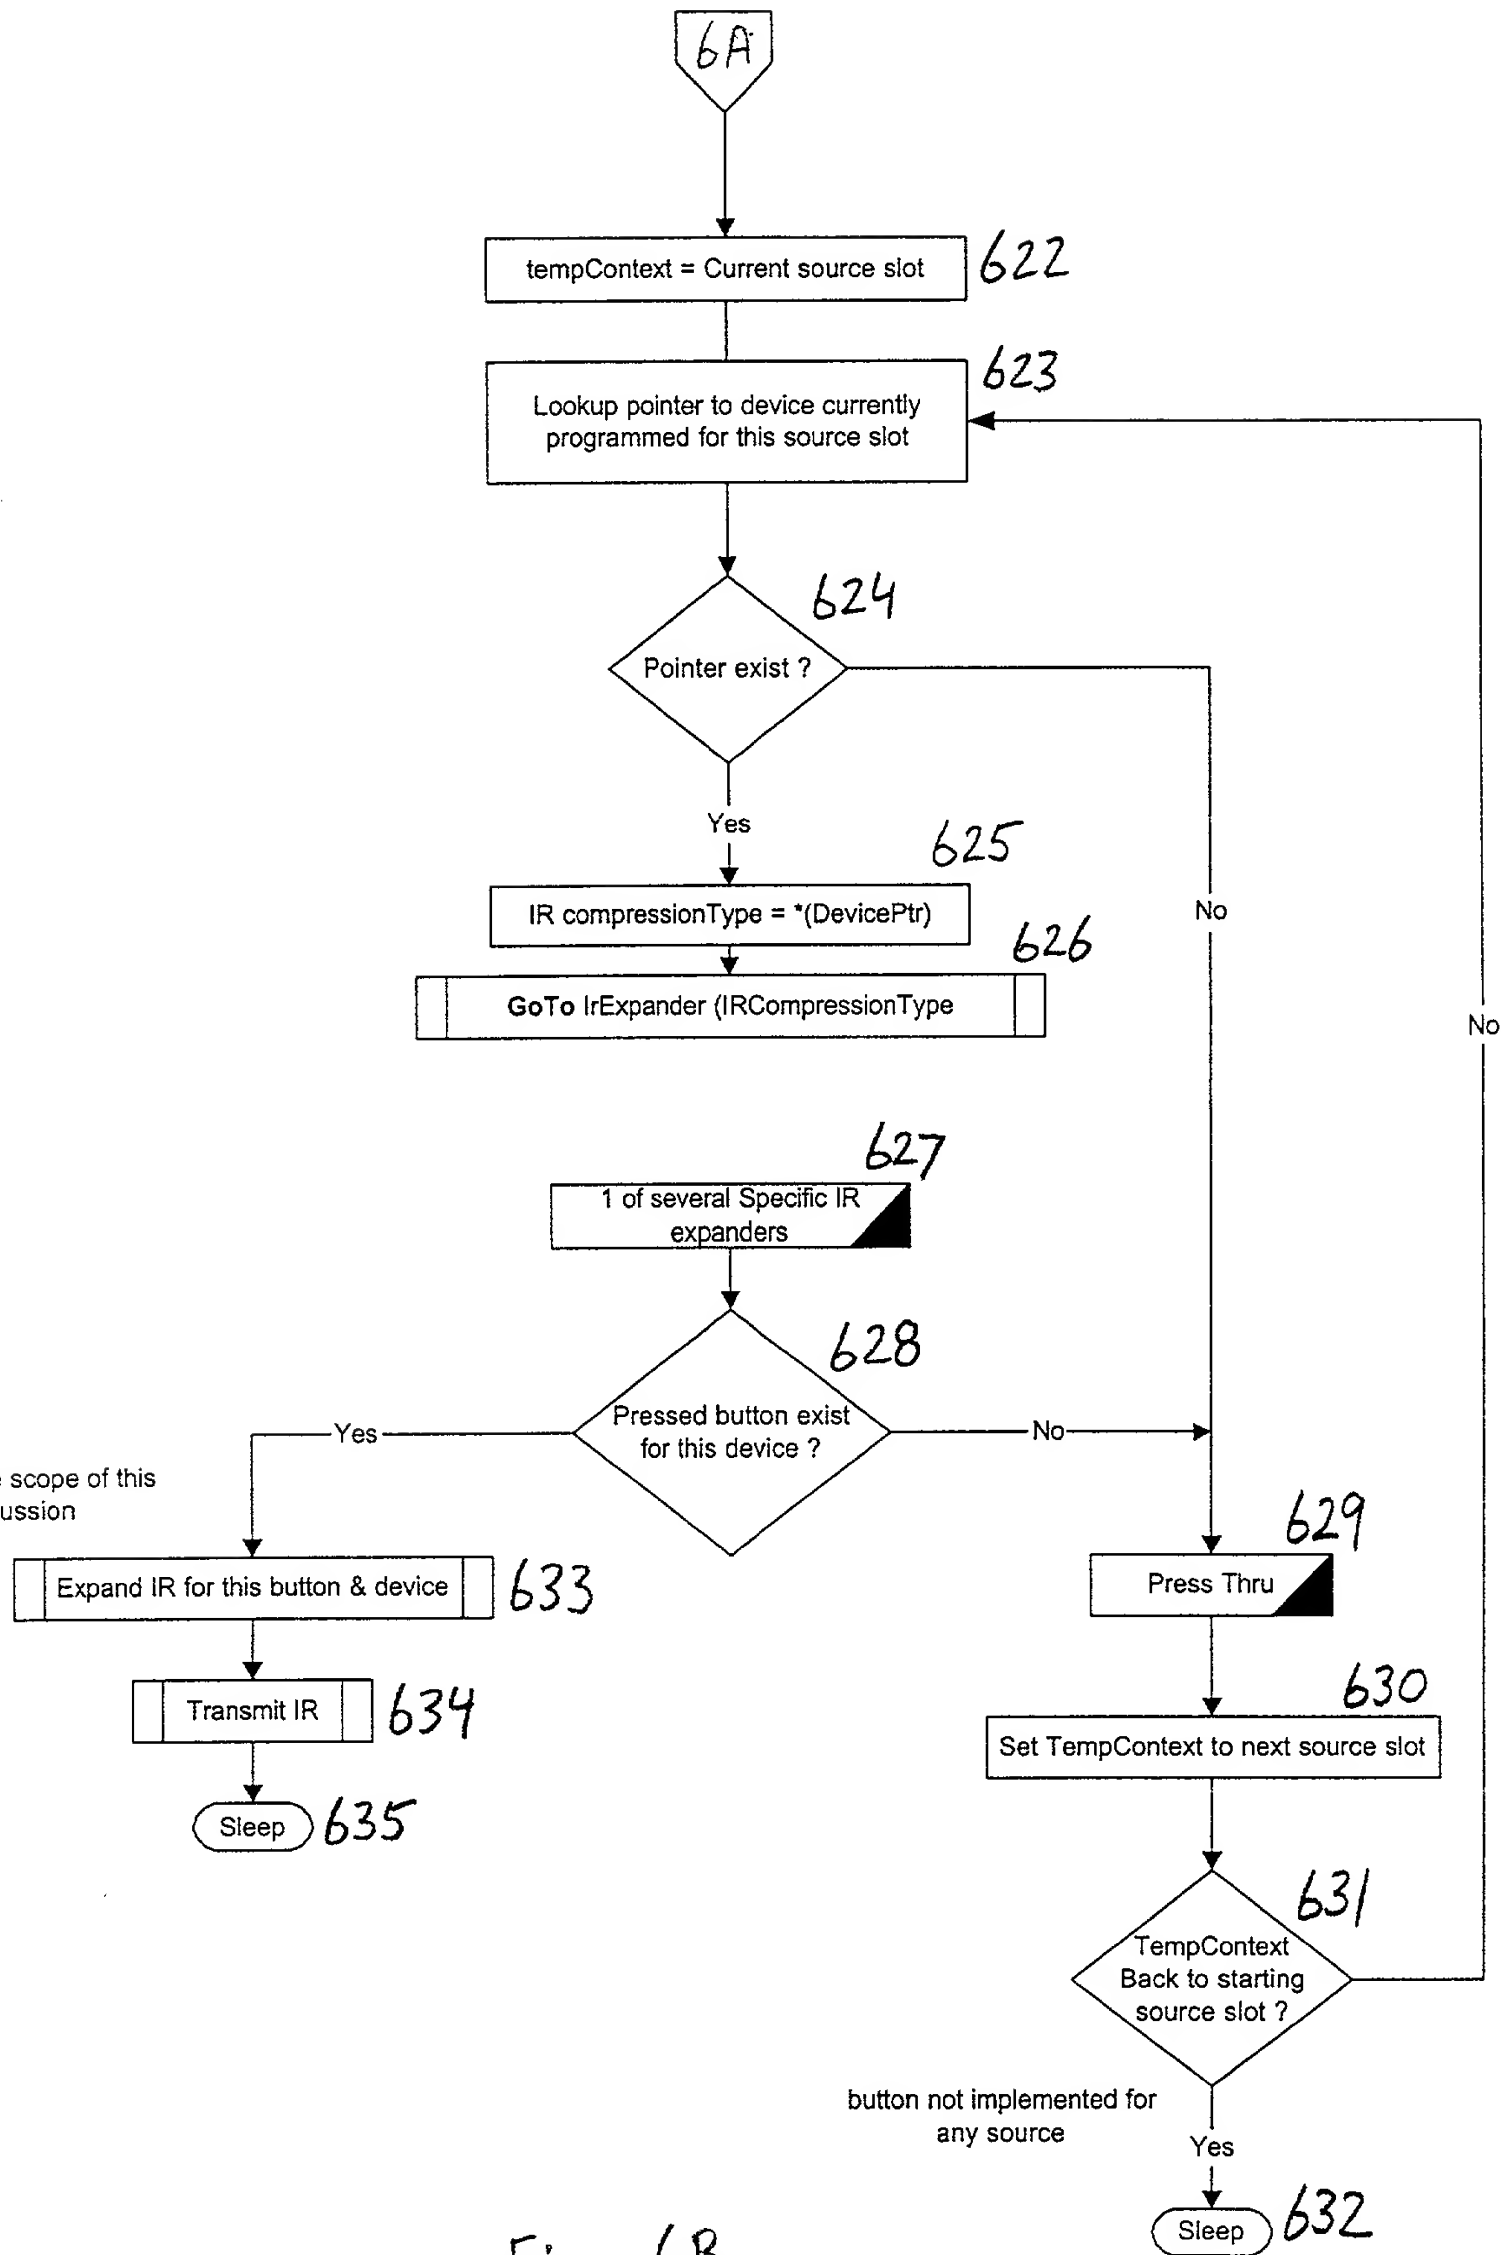 6A
tempContext = Current source slot
622
623
Lookup pointer to device currently
programmed for this source slot
624
Pointer exist ?
Yes
No
625
IR compressionType = *(DevicePtr)
626
GoTo IrExpander (IRCompressionType
No
627
1 of several Specific IR
expanders
628
Pressed button exist
for this device ?
Yes
No
scope of this
629
Press Thru
Expand IR for this button & device
633
630
Set TempContext to next source slot
Transmit IR
634
Sleep
635
631
TempContext
Back to starting
source slot ?
button not implemented for
any source
Yes
Sleep
632